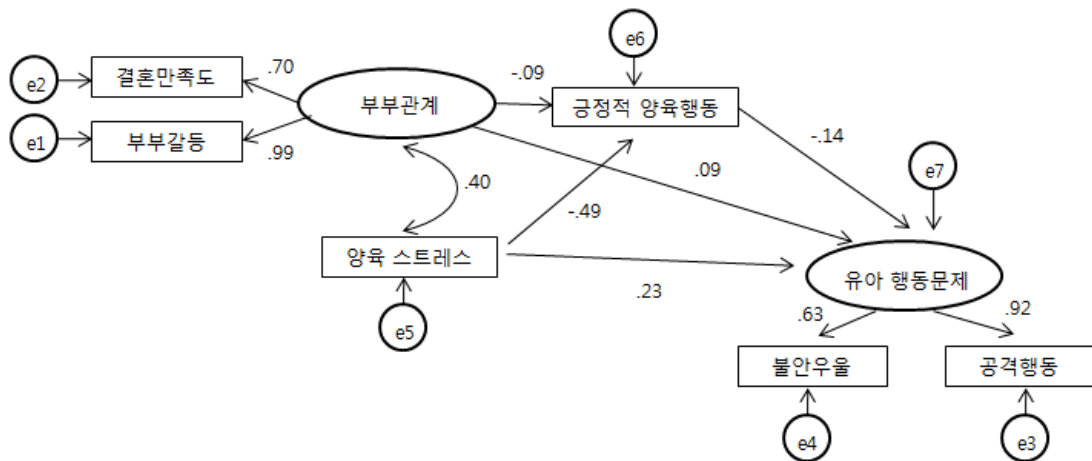 e6
e2
결혼만족도
.70
부부관계
-.09
긍정적 양육행동
e1
부부갈등
.99
-.14
e7
.40
.09
-.49
양육 스트레스
.23
유아 행동문제
e5
.63
.92
불안우울
공격행동
e4
e3